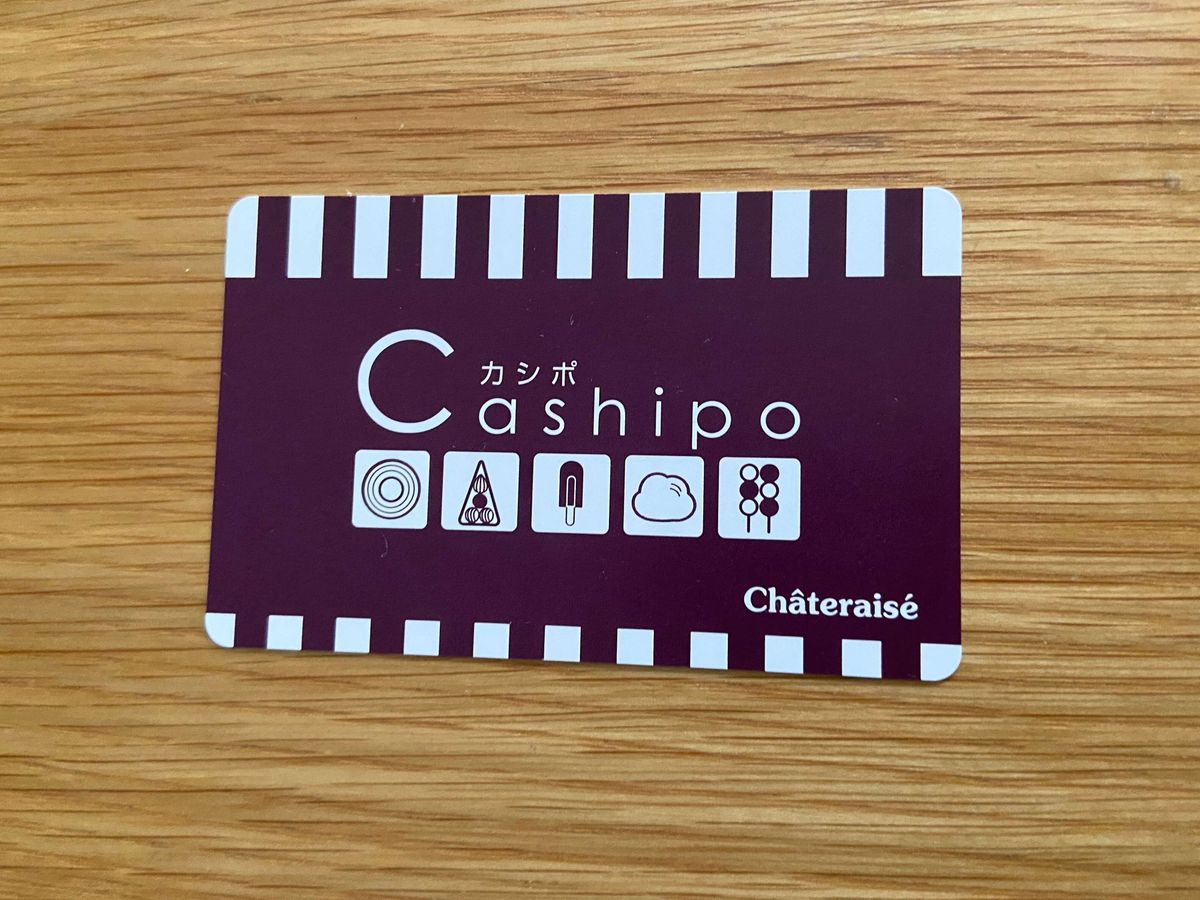 カシポ
Cashipo
Châteraisé